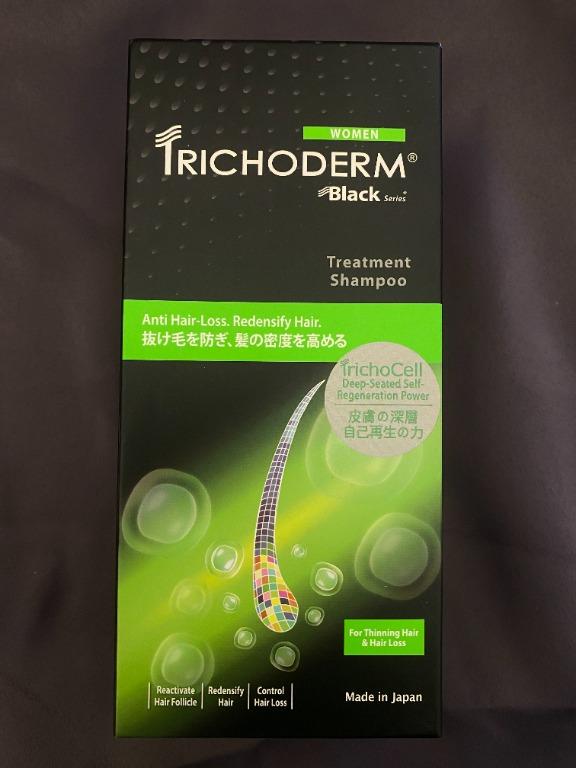 WOMEN
TRICHODERM®
Black Series
Treatment
Shampoo
Anti Hair-Loss. Redensify Hair.
抜け毛を防ぎ、髪の密度を高める
TrichoCell
Deep-Seated Self-
Regeneration Power
皮膚の深層
自己再生の力
For Thinning Hair
& Hair Loss
Reactivate
Hair Follicle
Redensify
Hair
Control
Hair Loss
Made in Japan